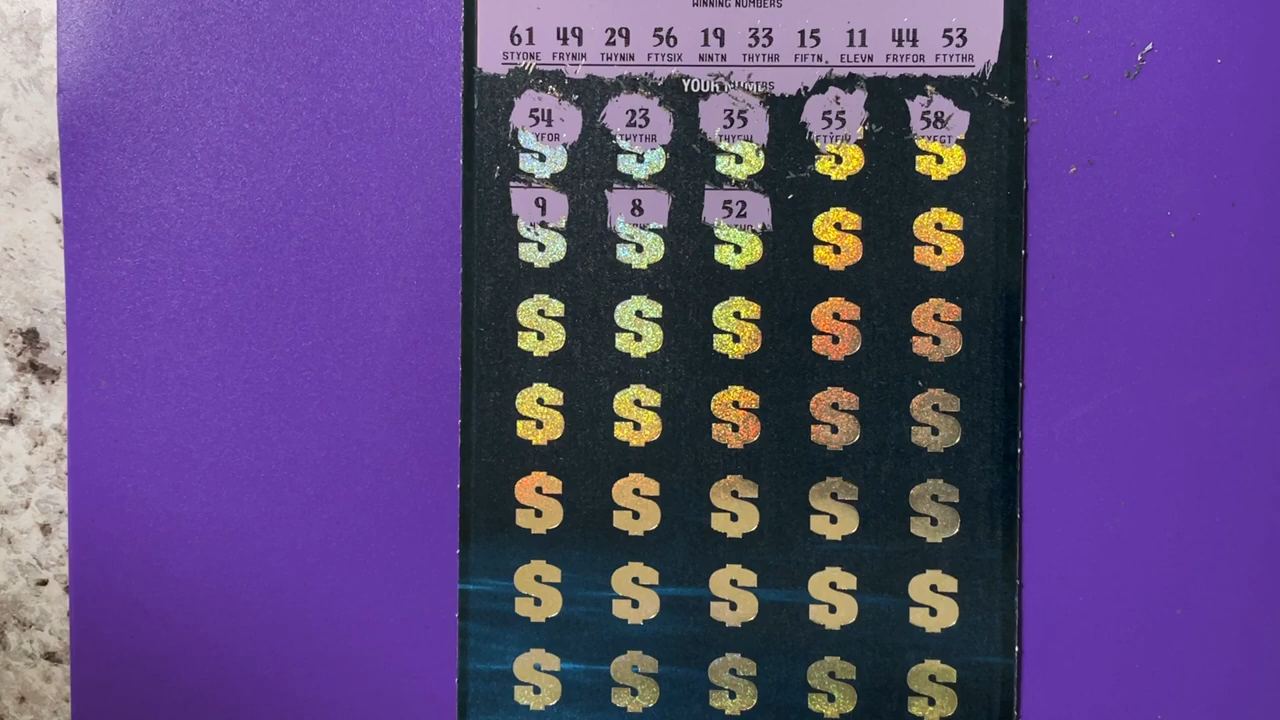 WINNING NUMBERS
61 49 29 56 19 33 15 11 44 53
STYONE FRYNIN TWYNIN FTYSIX NINTN THYTHR FIFTN ELEVN FRYFOR FTYTHR
YOUR NUMBERS
54 23 35 55 58
TWYTHR
9 8 52